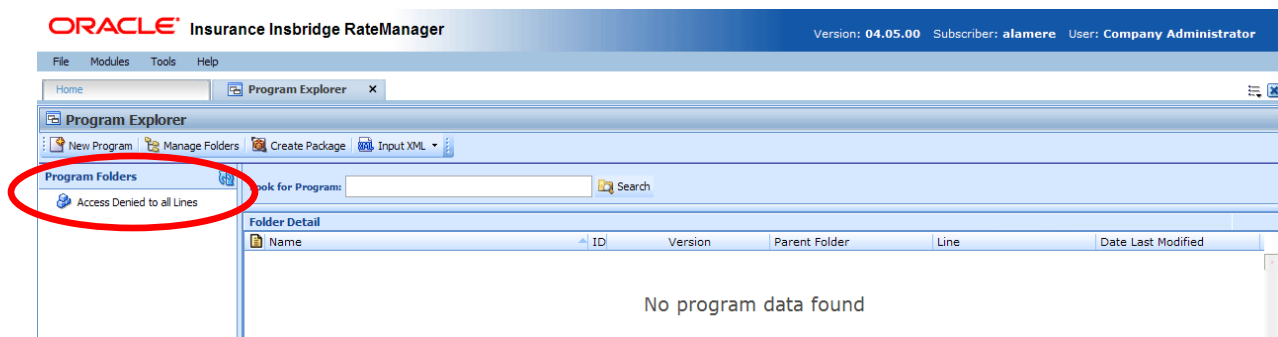 ORACLE Insurance Insbridge RateManager
Version: 04.05.00 Subscriber: alamere User: Company Administrator
File Modules Tools Help
Home Program Explorer x
Program Explorer
New Program Manage Folders Create Package XML Input XML
Program Folders
Access Denied to all Lines
Look for Program: Search
Folder Detail
Name ID Version Parent Folder Line Date Last Modified
No program data found